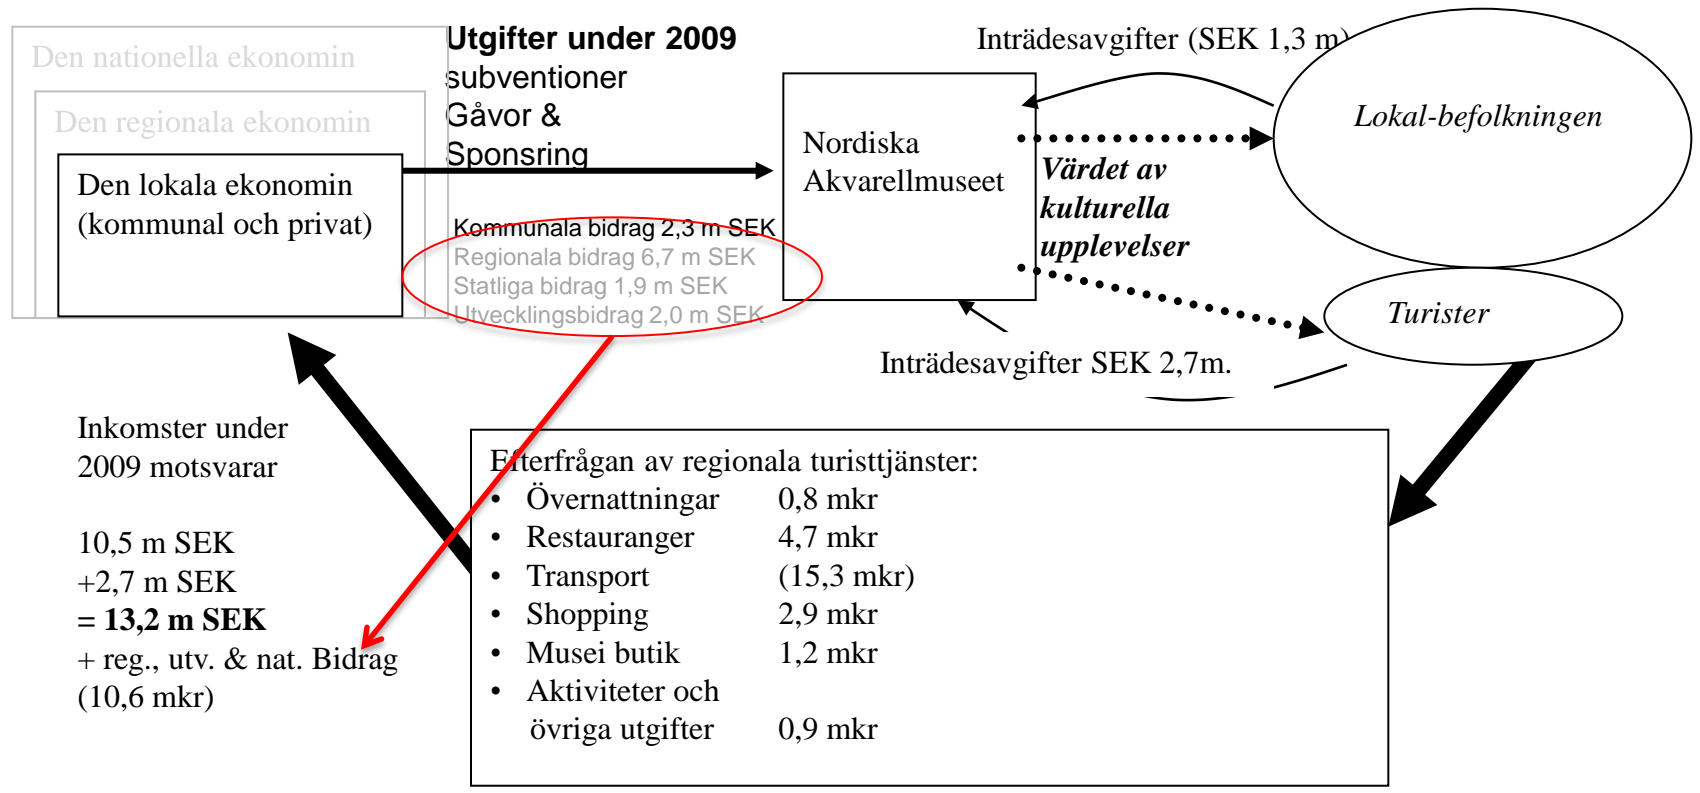 Den nationella ekonomin
Den regionala ekonomin
Den lokala ekonomin
(kommunal och privat)
Utgifter under 2009
subventioner
Gåvor &
Sponsring
Kommunala bidrag 2,3 m SEK
Regionala bidrag 6,7 m SEK
Statliga bidrag 1,9 m SEK
Utvecklingsbidrag 2,0 m SEK
Nordiska
Akvarellmuseet
Inträdesavgifter (SEK 1,3 m)
Lokal-befolkningen
Värdet av
kulturella
upplevelser
Turister
Inträdesavgifter SEK 2,7m.
Inkomster under
2009 motsvarar
10,5 m SEK
+2,7 m SEK
= 13,2 m SEK
+ reg., utv. & nat. Bidrag
(10,6 mkr)
Efterfrågan av regionala turisttjänster:
• Övernattningar 0,8 mkr
• Restauranger 4,7 mkr
• Transport (15,3 mkr)
• Shopping 2,9 mkr
• Musei butik 1,2 mkr
• Aktiviteter och
övriga utgifter 0,9 mkr